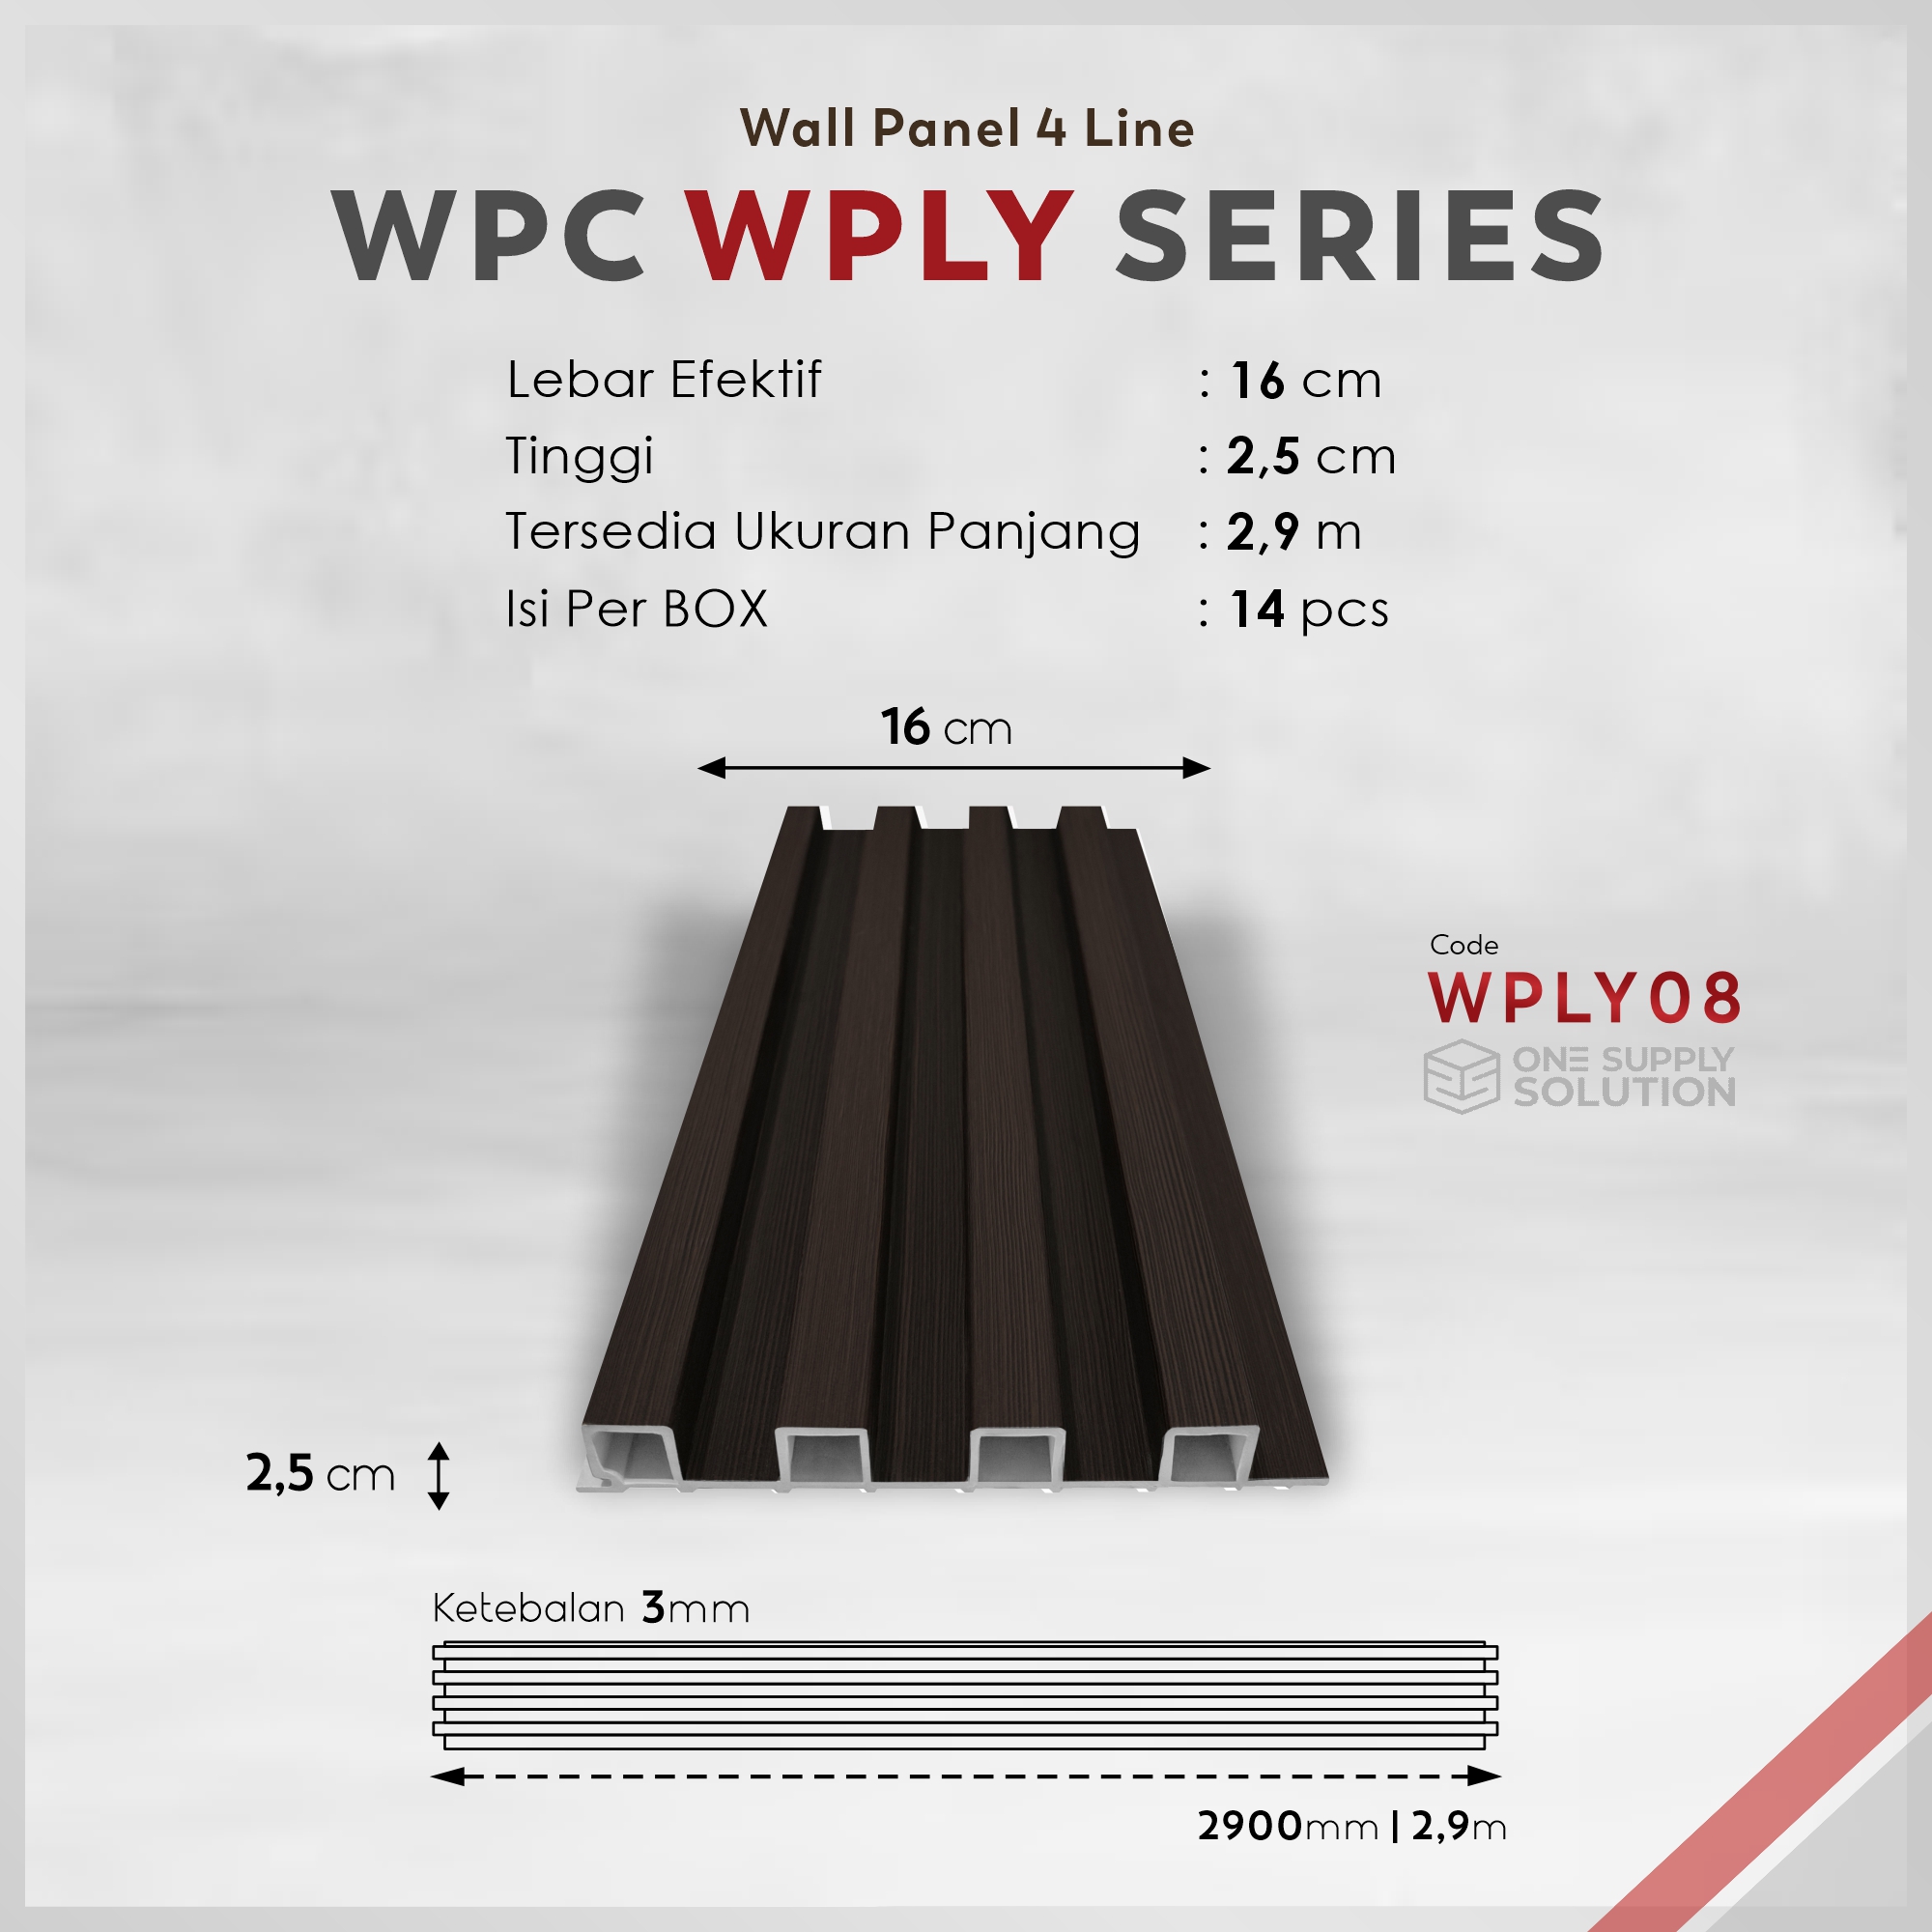 Wall Panel 4 Line
WPC WPLY SERIES
Lebar Efektif : 16 cm
Tinggi : 2,5 cm
Tersedia Ukuran Panjang : 2,9 m
Isi Per BOX : 14 pcs
16 cm
Code
WPLY08
ONE SUPPLY
SOLUTION
2,5 cm
Ketebalan 3mm
2900mm | 2,9m